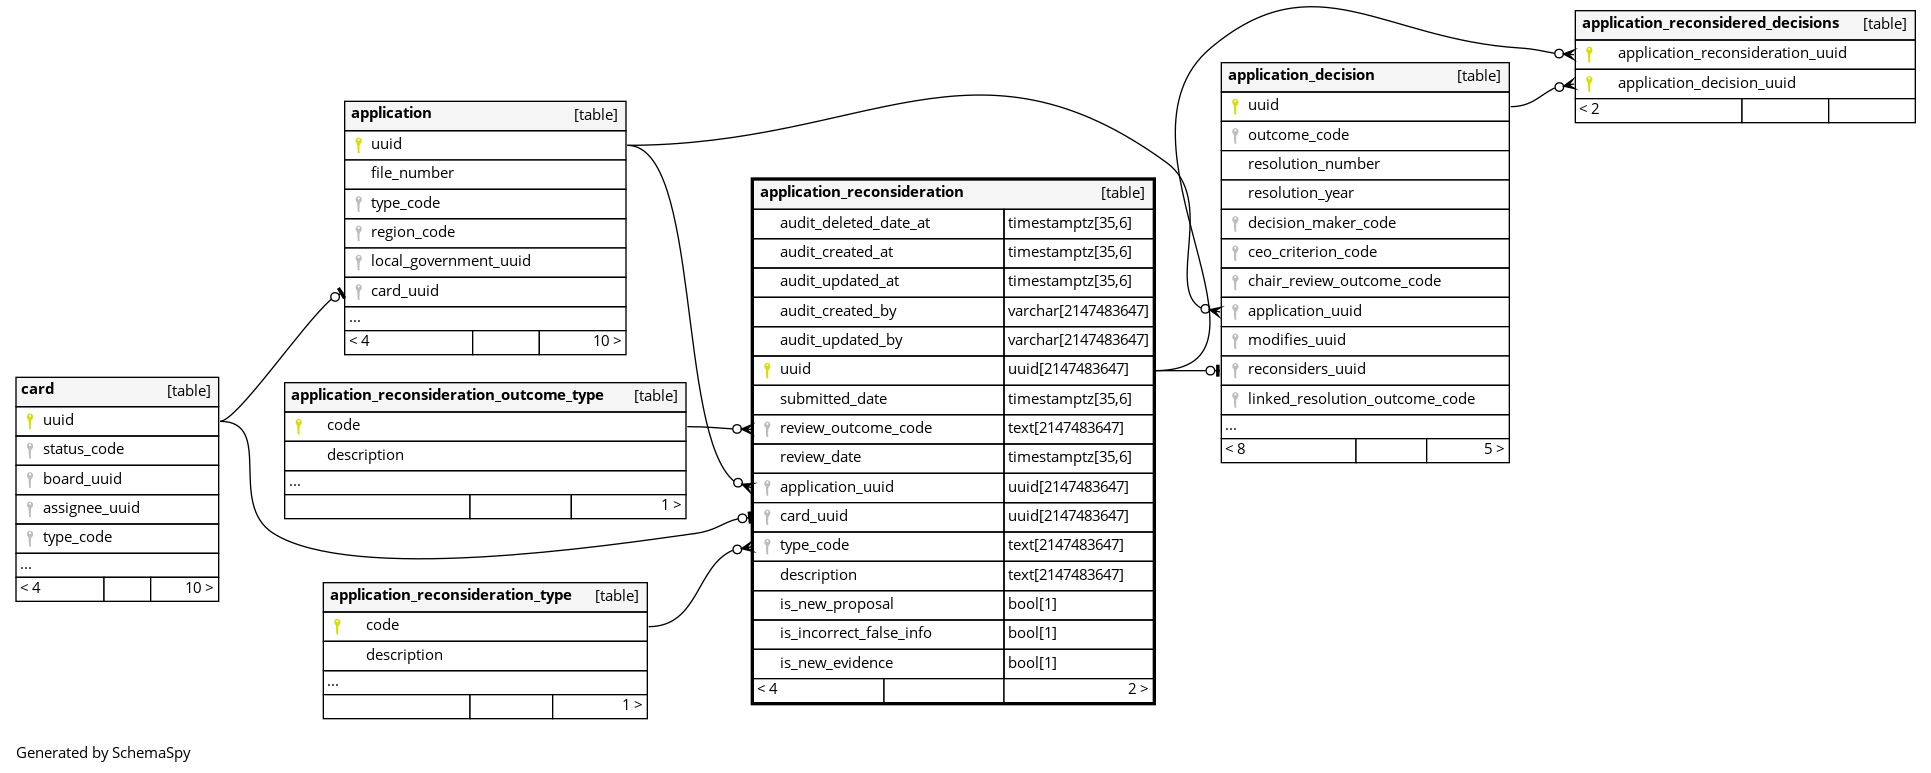 application_reconsidered_decisions [table]
application_reconsideration_uuid
application_decision_uuid
< 2
application_decision [table]
uuid
outcome_code
resolution_number
resolution_year
decision_maker_code
ceo_criterion_code
chair_review_outcome_code
application_uuid
modifies_uuid
reconsiders_uuid
linked_resolution_outcome_code
...
< 8 5 >
application [table]
uuid
file_number
type_code
region_code
local_government_uuid
card_uuid
...
< 4 10 >
application_reconsideration [table]
audit_deleted_date_at timestamptz[35,6]
audit_created_at timestamptz[35,6]
audit_updated_at timestamptz[35,6]
audit_created_by varchar[2147483647]
audit_updated_by varchar[2147483647]
uuid uuid[2147483647]
submitted_date timestamptz[35,6]
review_outcome_code text[2147483647]
review_date timestamptz[35,6]
application_uuid uuid[2147483647]
card_uuid uuid[2147483647]
type_code text[2147483647]
description text[2147483647]
is_new_proposal bool[1]
is_incorrect_false_info bool[1]
is_new_evidence bool[1]
< 4 2 >
card [table]
uuid
status_code
board_uuid
assignee_uuid
type_code
...
< 4 10 >
application_reconsideration_outcome_type [table]
code
description
...
1 >
application_reconsideration_type [table]
code
description
...
1 >
Generated by SchemaSpy